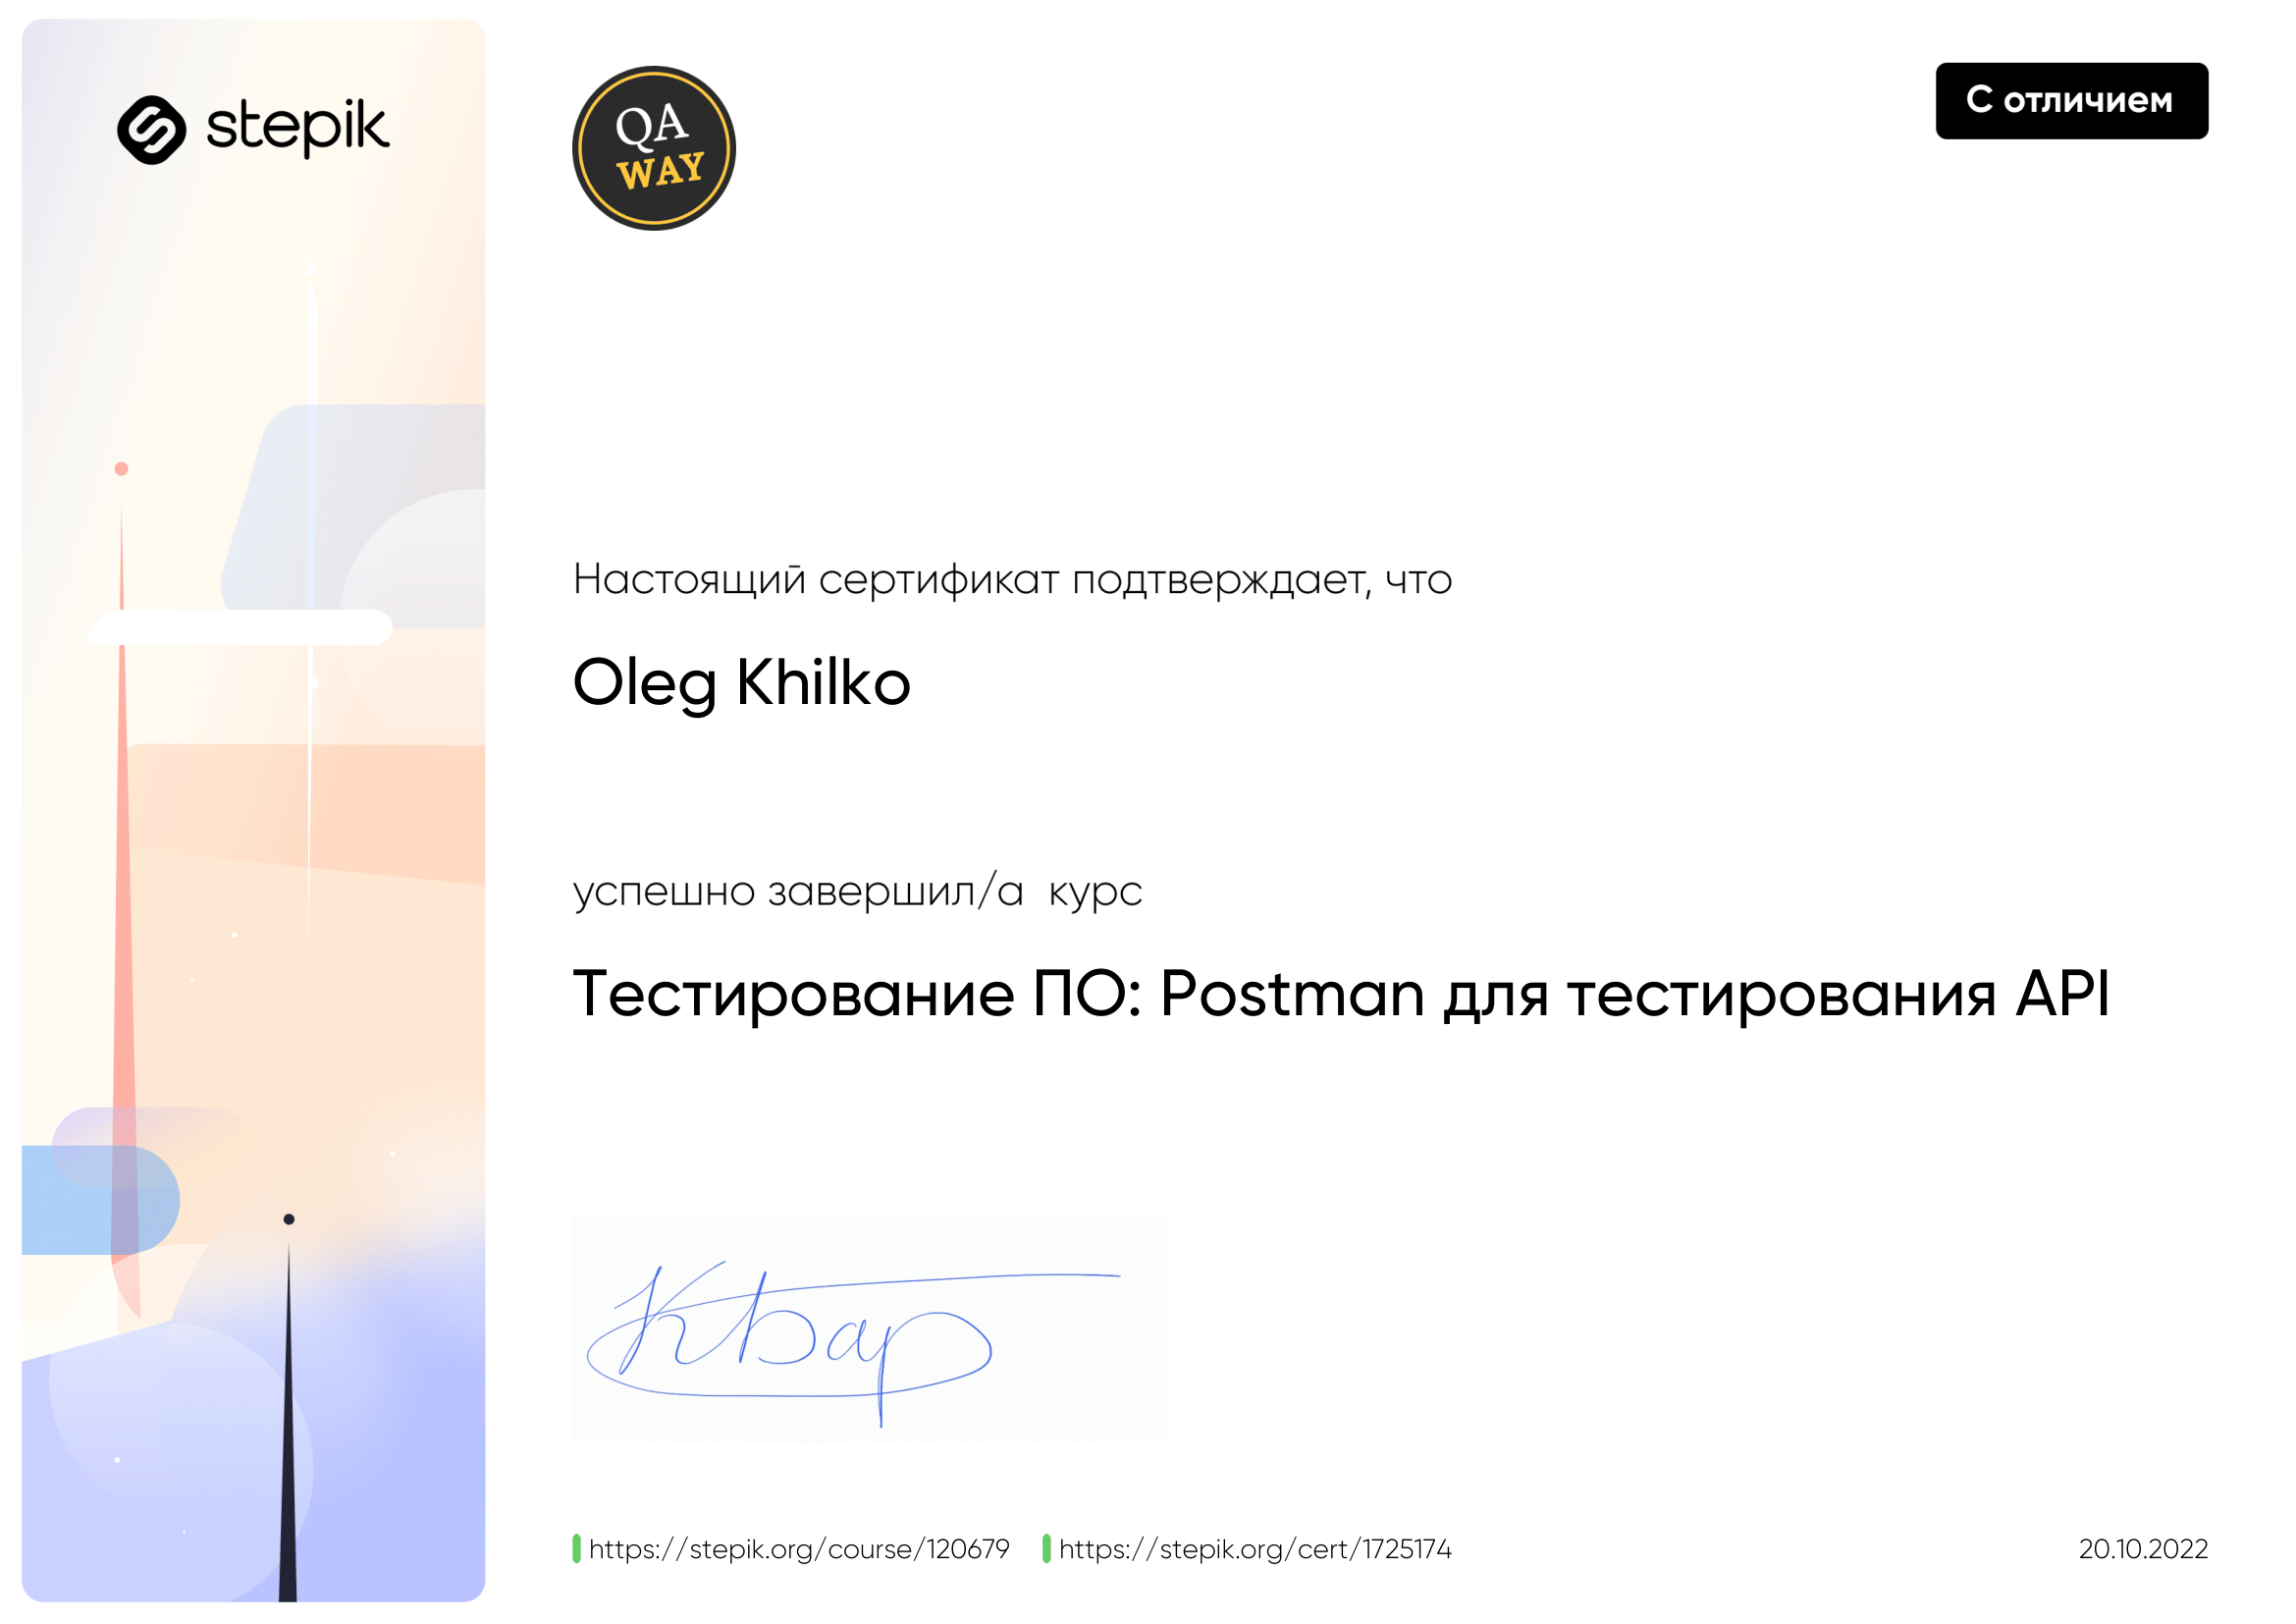 stepik
QA
WAY
С отличием
Настоящий сертификат подтверждает, что
Oleg Khilko
успешно завершил/а курс
Тестирование ПО: Postman для тестирования API
https://stepik.org/course/120679
https://stepik.org/cert/1725174
20.10.2022